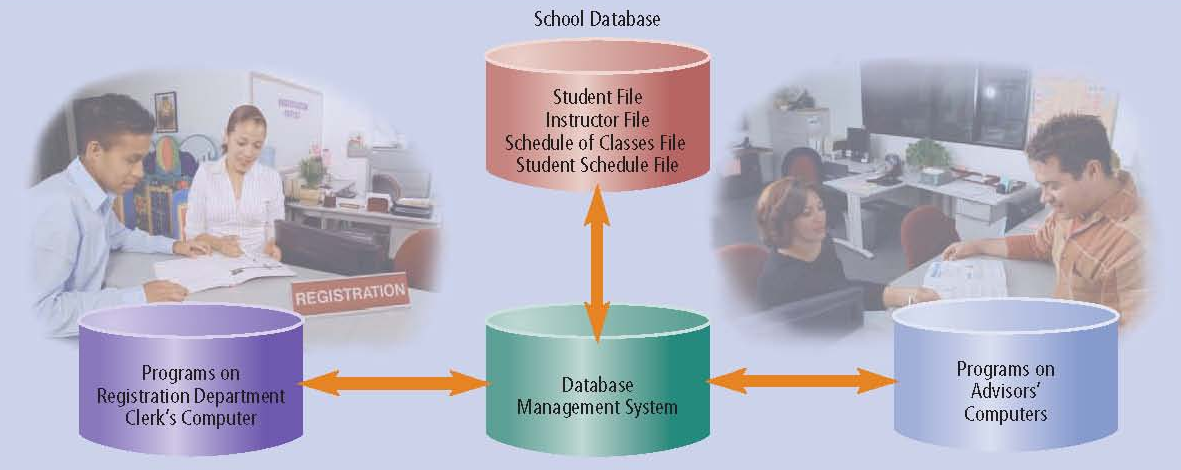 School Database
Student File
Instructor File
Schedule of Classes File
Student Schedule File
REGISTRATION
Programs on
Registration Department
Clerk's Computer
Database
Management System
Programs on
Advisors'
Computers